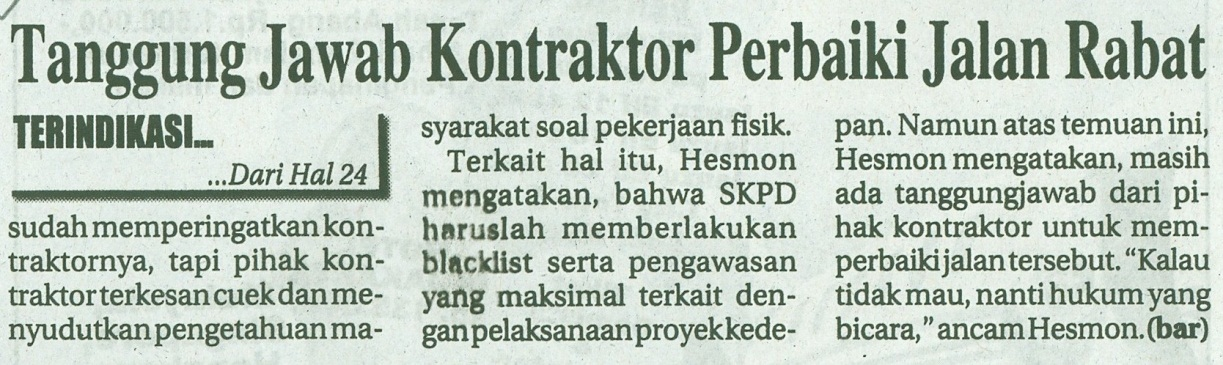 Tanggung Jawab Kontraktor Perbaiki Jalan Rabat
TERINDIKASI...
...Dari Hal 24
sudah memperingatkan kon-
traktornya, tapi pihak kon-
traktor terkesan cuek dan me-
nyudutkan pengetahuan ma-
syarakat soal pekerjaan fisik.
Terkait hal itu, Hesmon
mengatakan, bahwa SKPD
haruslah memberlakukan
blacklist serta pengawasan
yang maksimal terkait den-
gan pelaksanaan proyek kede-
pan. Namun atas temuan ini,
Hesmon mengatakan, masih
ada tanggungjawab dari pi-
hak kontraktor untuk mem-
perbaiki jalan tersebut. “Kalau
tidak mau, nanti hukum yang
bicara,” ancam Hesmon. (bar)